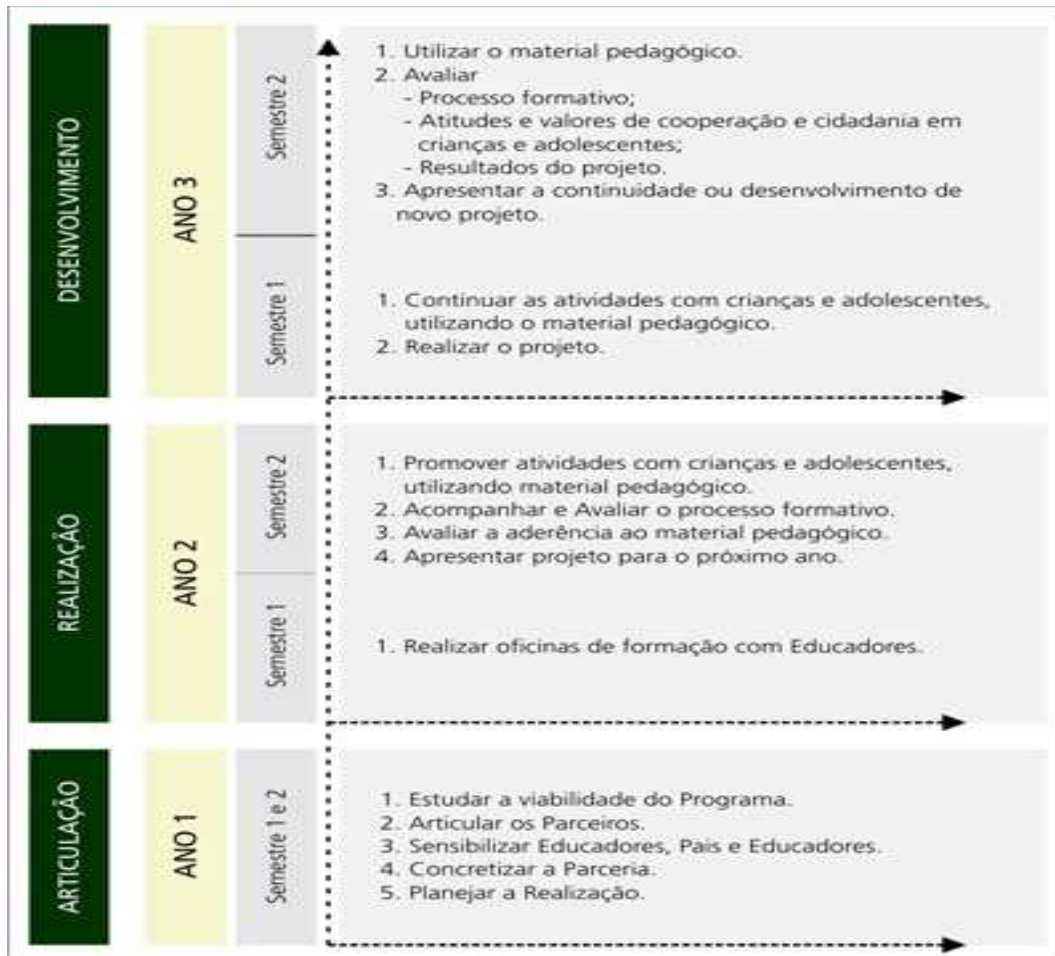 DESENVOLVIMENTO
ANO 3
Semestre 2
1. Utilizar o material pedagógico.
2. Avaliar
- Processo formativo;
- Atitudes e valores de cooperação e cidadania em
crianças e adolescentes;
- Resultados do projeto.
3. Apresentar a continuidade ou desenvolvimento de
novo projeto.
Semestre 1
1. Continuar as atividades com crianças e adolescentes,
utilizando o material pedagógico.
2. Realizar o projeto.
REALIZAÇÃO
ANO 2
Semestre 2
1. Promover atividades com crianças e adolescentes,
utilizando material pedagógico.
2. Acompanhar e Avaliar o processo formativo.
3. Avaliar a aderência ao material pedagógico.
4. Apresentar projeto para o próximo ano.
Semestre 1
1. Realizar oficinas de formação com Educadores.
ARTICULAÇÃO
ANO 1
Semestre 1 e 2
1. Estudar a viabilidade do Programa.
2. Articular os Parceiros.
3. Sensibilizar Educadores, Pais e Educadores.
4. Concretizar a Parceria.
5. Planejar a Realização.